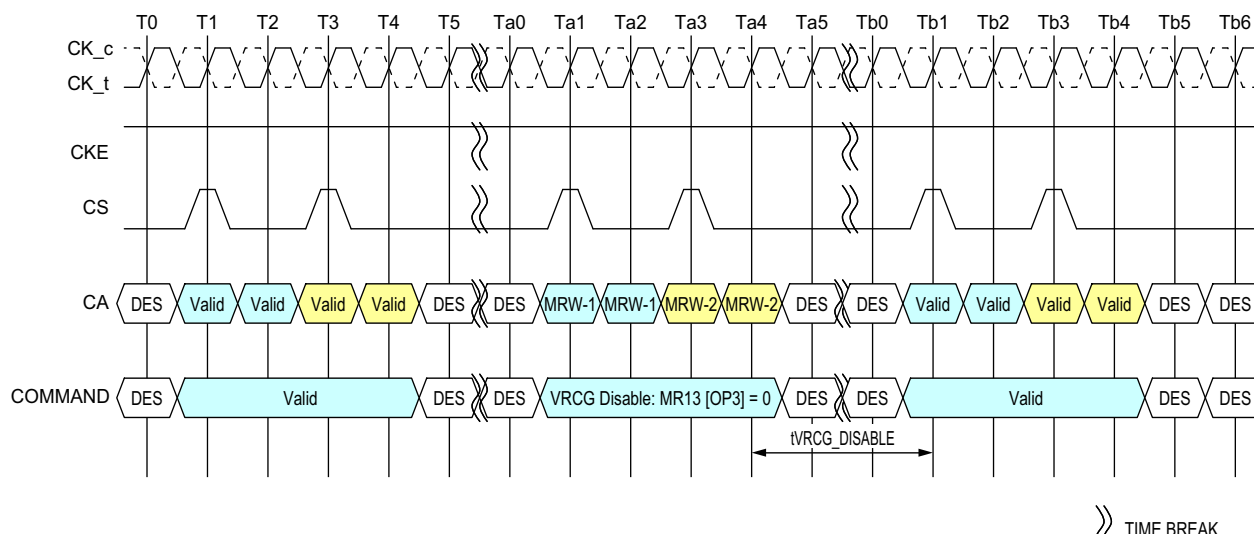 T0 T1 T2 T3 T4 T5 Ta0 Ta1 Ta2 Ta3 Ta4 Ta5 Tb0 Tb1 Tb2 Tb3 Tb4 Tb5 Tb6
CK_c
CK_t
CKE
CS
CA DES Valid Valid Valid Valid DES DES MRW-1 MRW-1 MRW-2 MRW-2 DES DES Valid Valid Valid Valid DES DES
COMMAND DES Valid DES DES VRCG Disable: MR13 [OP3] = 0 DES DES Valid DES DES
tVRCG_DISABLE
TIME BREAK